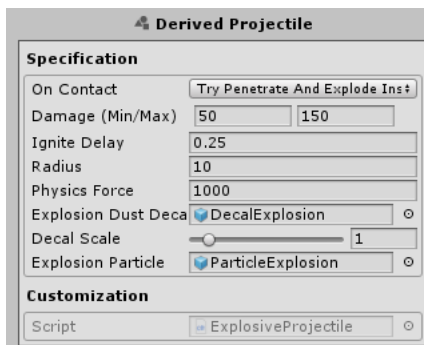 Derived Projectile
Specification
On Contact Try Penetrate And Explode Ins
Damage (Min/Max) 50 150
Ignite Delay 0.25
Radius 10
Physics Force 1000
Explosion Dust Deca DecalExplosion
Decal Scale 1
Explosion Particle ParticleExplosion
Customization
Script ExplosiveProjectile